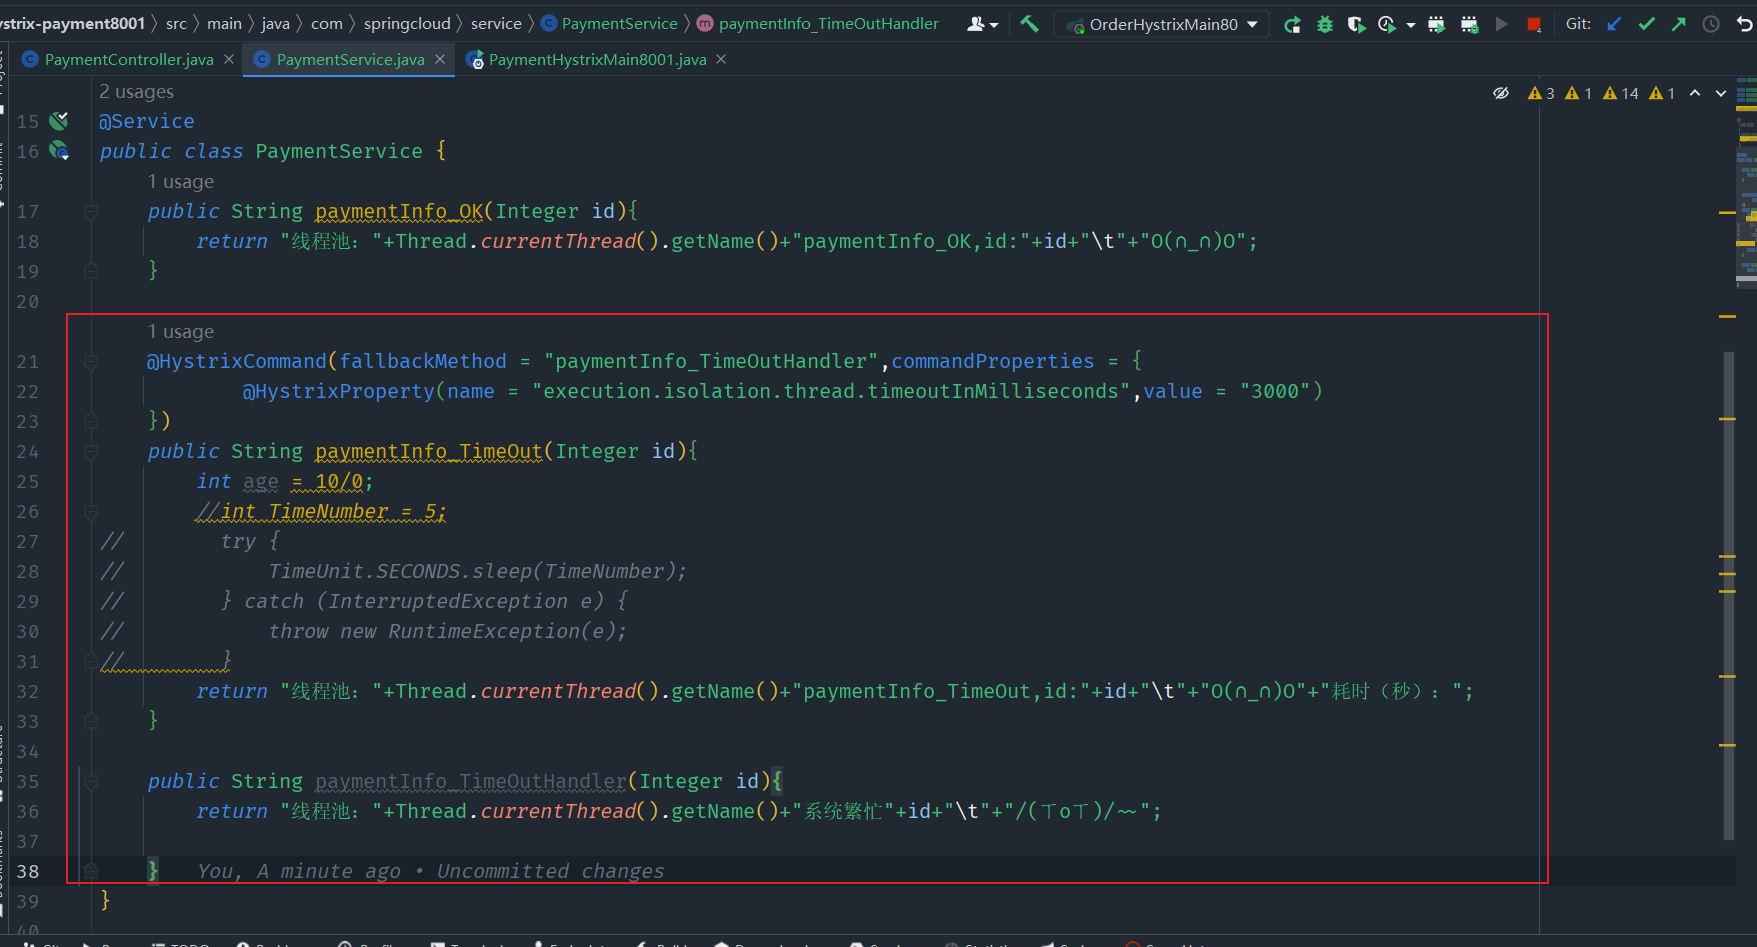 ystrix-payment8001 〉 src 〉 main 〉 java 〉 com 〉 springcloud 〉 service 〉 PaymentService 〉 paymentInfo_TimeOutHandler OrderHystrixMain80 Git:
PaymentController.java × PaymentService.java × PaymentHystrixMain8001.java ×
2 usages 3 1 14 1
15 @Service
16 public class PaymentService {
1 usage
17 public String paymentInfo_OK(Integer id){
18 return "线程池："+Thread.currentThread().getName()+"paymentInfo_OK,id:"+id+"\t"+"O(∩_∩)O";
19 }
20
1 usage
21 @HystrixCommand(fallbackMethod = "paymentInfo_TimeOutHandler",commandProperties = {
22 @HystrixProperty(name = "execution.isolation.thread.timeoutInMilliseconds",value = "3000")
23 })
24 public String paymentInfo_TimeOut(Integer id){
25 int age = 10/0;
26 //int TimeNumber = 5;
27 // try {
28 // TimeUnit.SECONDS.sleep(TimeNumber);
29 // } catch (InterruptedException e) {
30 // throw new RuntimeException(e);
31 // }
32 return "线程池："+Thread.currentThread().getName()+"paymentInfo_TimeOut,id:"+id+"\t"+"O(∩_∩)O"+"耗时（秒）：";
33 }
34
35 public String paymentInfo_TimeOutHandler(Integer id){
36 return "线程池："+Thread.currentThread().getName()+"系统繁忙"+id+"\t"+"/(ㄒoㄒ)/~~";
37
38 } You, A minute ago • Uncommitted changes
39 }
40